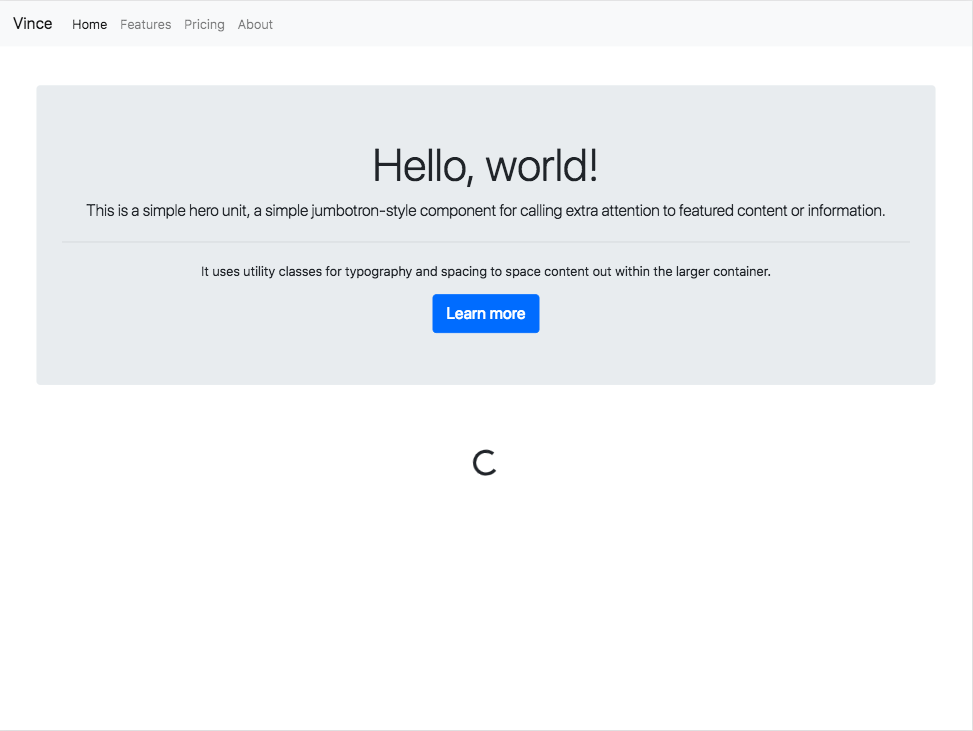 Vince Home Features Pricing About
Hello, world!
This is a simple hero unit, a simple jumbotron-style component for calling extra attention to featured content or information.
It uses utility classes for typography and spacing to space content out within the larger container.
Learn more